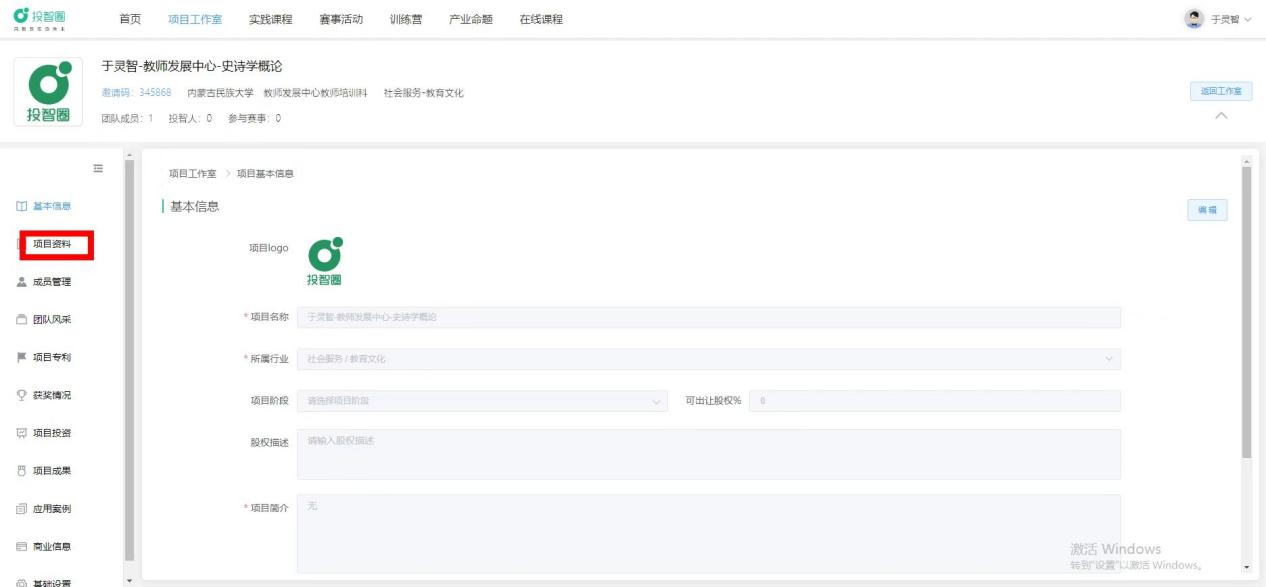 投智圈
首页 项目工作室 实践课程 赛事活动 训练营 产业命题 在线课程 于灵智
于灵智-教师发展中心-史诗学概论
邀请码：345868 内蒙古民族大学 教师发展中心教师培训科 社会服务-教育文化
返回工作室
投智圈
团队成员：1 投智人：0 参与赛事：0
项目工作室 > 项目基本信息
基本信息
编辑
基本信息
项目资料
成员管理
团队风采
项目专利
获奖情况
项目投资
项目成果
应用案例
商业信息
基础设置
项目logo
投智圈
* 项目名称 于灵智-教师发展中心-史诗学概论
* 所属行业 社会服务 / 教育文化
项目阶段 请选择项目阶段 可出让股权% 0
股权描述 请输入股权描述
* 项目简介 无
激活 Windows
转到"设置"以激活 Windows。